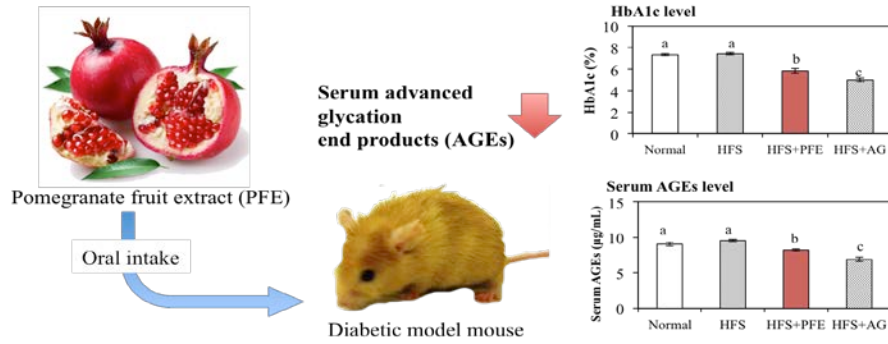 Pomegranate fruit extract (PFE)
Oral intake
Serum advanced
glycation
end products (AGEs)
Diabetic model mouse
HbA1c level
HbA1c (%)
10
8
6
4
2
0
a
a
b
c
Normal
HFS
HFS+PFE
HFS+AG
Serum AGEs level
Serum AGEs (µg/mL)
15
10
5
0
a
a
b
c
Normal
HFS
HFS+PFE
HFS+AG